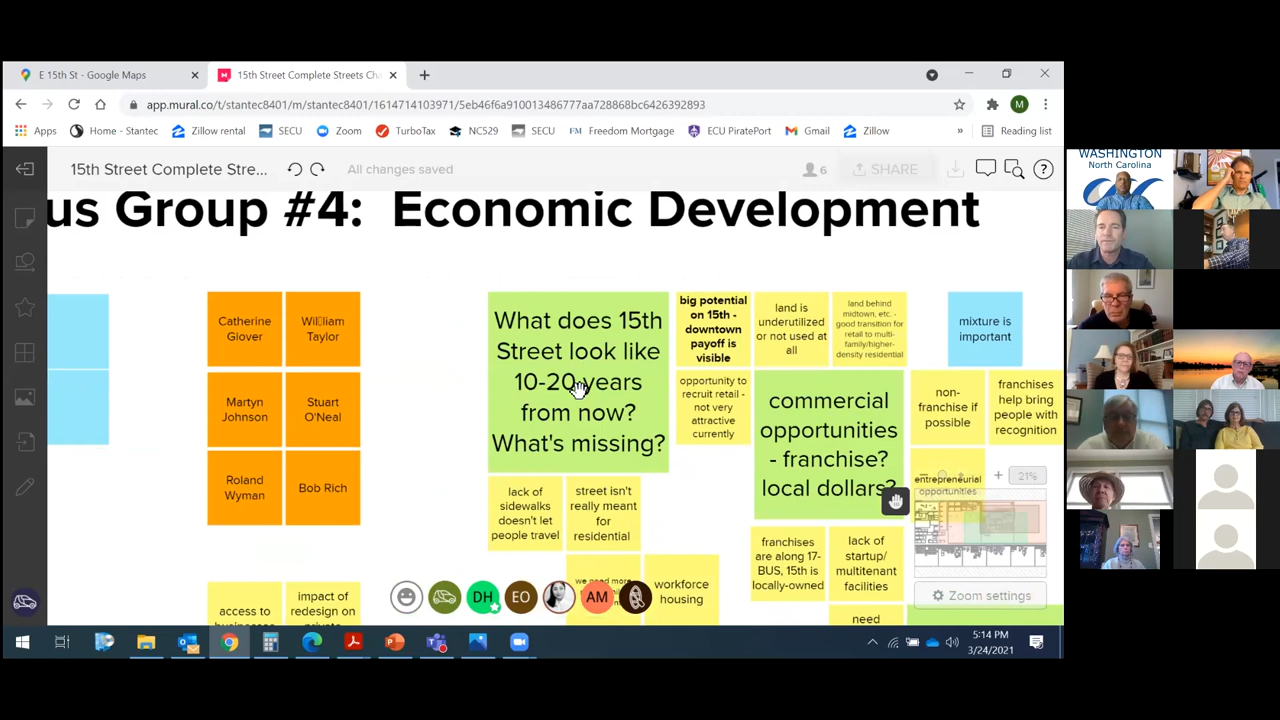 E 15th St - Google Maps
15th Street Complete Streets Cha
app.mural.co/t/stantec8401/m/stantec8401/1614714103971/5eb46f6a910013486777aa728868bc6426392893
M
Apps
Home - Stantec
Zillow rental
SECU
Zoom
TurboTax
NC529
SECU
Freedom Mortgage
ECU PiratePort
Gmail
Zillow
»
Reading list
15th Street Complete Stre...
All changes saved
6
SHARE
us Group #4: Economic Development
Catherine
Glover
William
Taylor
Martyn
Johnson
Stuart
O'Neal
Roland
Wyman
Bob Rich
access to
impact of
redesign on
What does 15th
Street look like
10-20 years
from now?
What's missing?
big potential
on 15th -
downtown
payoff is
visible
land is
underutilized
or not used at
all
land behind
midtown, etc. -
good transition for
retail to multi-
family/higher-
density residential
mixture is
important
opportunity to
recruit retail -
not very
attractive
currently
commercial
opportunities
- franchise?
local dollars?
non-
franchise if
possible
franchises
help bring
people with
recognition
entrepreneurial
opportunities
lack of
sidewalks
doesn't let
people travel
street isn't
really meant
for
residential
we need more
workforce
housing
franchises
are along 17-
BUS, 15th is
locally-owned
lack of
startup/
multitenant
facilities
need
21%
Zoom settings
DH
EO
AM
5:14 PM
3/24/2021
WASHINGTON
North Carolina